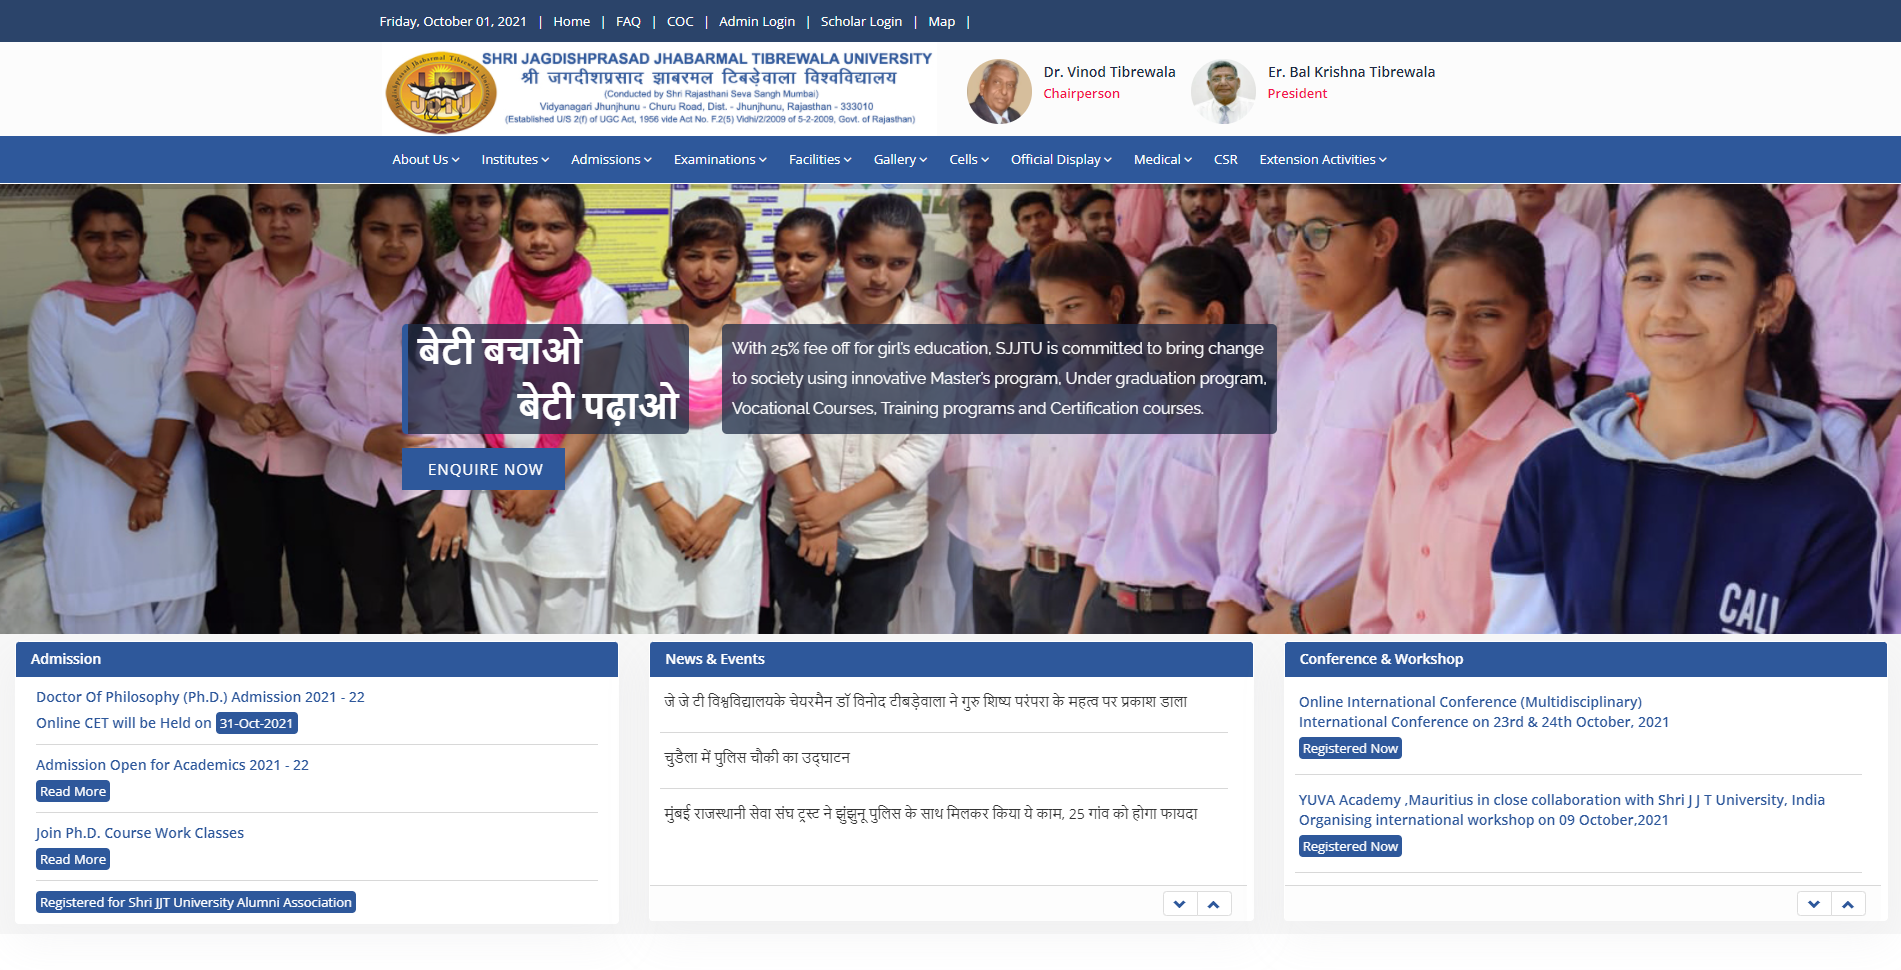 Friday, October 01, 2021 | Home | FAQ | COC | Admin Login | Scholar Login | Map |
SHRI JAGDISHPRASAD JHABARMAL TIBREWALA UNIVERSITY
श्री जगदीशप्रसाद झाबरमल टिबड़ेवाला विश्वविद्यालय
(Conducted by Shri Rajasthani Seva Sangh Mumbai)
Vidyanagari Jhunjhunu - Churu Road, Dist. - Jhunjhunu, Rajasthan - 333010
(Established U/S 2(f) of UGC Act, 1956 vide Act No. F.2(5) Vidhi/2/2009 of 5-2-2009, Govt. of Rajasthan)
Dr. Vinod Tibrewala
Chairperson
Er. Bal Krishna Tibrewala
President
About Us Institutes Admissions Examinations Facilities Gallery Cells Official Display Medical CSR Extension Activities
बेटी बचाओ
बेटी पढ़ाओ
With 25% fee off for girl's education, SJJTU is committed to bring change
to society using innovative Master's program, Under graduation program,
Vocational Courses, Training programs and Certification courses.
ENQUIRE NOW
CALI
Admission
Doctor Of Philosophy (Ph.D.) Admission 2021 - 22
Online CET will be Held on 31-Oct-2021
Admission Open for Academics 2021 - 22
Read More
Join Ph.D. Course Work Classes
Read More
Registered for Shri JJT University Alumni Association
News & Events
जे जे टी विश्वविद्यालयके चेयरमैन डॉ विनोद टीबड़ेवाला ने गुरु शिष्य परंपरा के महत्व पर प्रकाश डाला
चुडैला में पुलिस चौकी का उद्घाटन
मुंबई राजस्थानी सेवा संघ ट्रस्ट ने झुंझुनू पुलिस के साथ मिलकर किया ये काम, 25 गांव को होगा फायदा
Conference & Workshop
Online International Conference (Multidisciplinary)
International Conference on 23rd & 24th October, 2021
Registered Now
YUVA Academy ,Mauritius in close collaboration with Shri J J T University, India
Organising international workshop on 09 October,2021
Registered Now